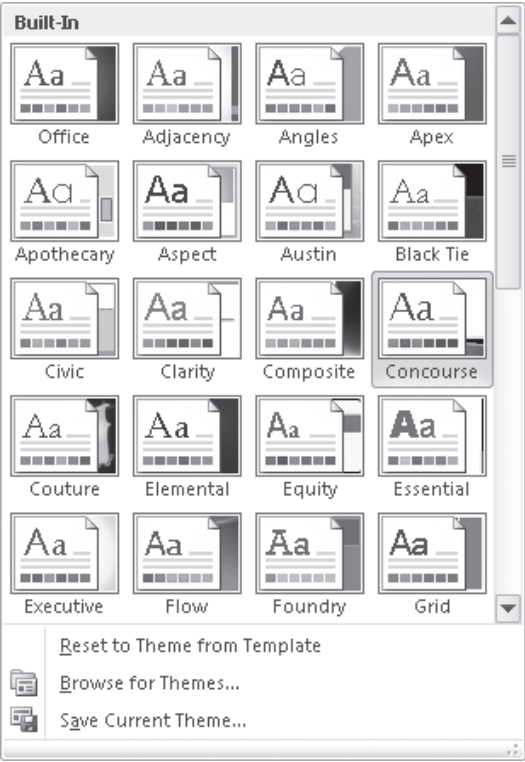 Built-In
Aa Aa Aa Aa
Office Adjacency Angles Apex
Aa Aa Aa Aa
Apothecary Aspect Austin Black Tie
Aa Aa Aa Aa
Civic Clarity Composite Concourse
Aa Aa Aa Aa
Couture Elemental Equity Essential
Aa Aa Aa Aa
Executive Flow Foundry Grid
Reset to Theme from Template
Browse for Themes...
Save Current Theme...